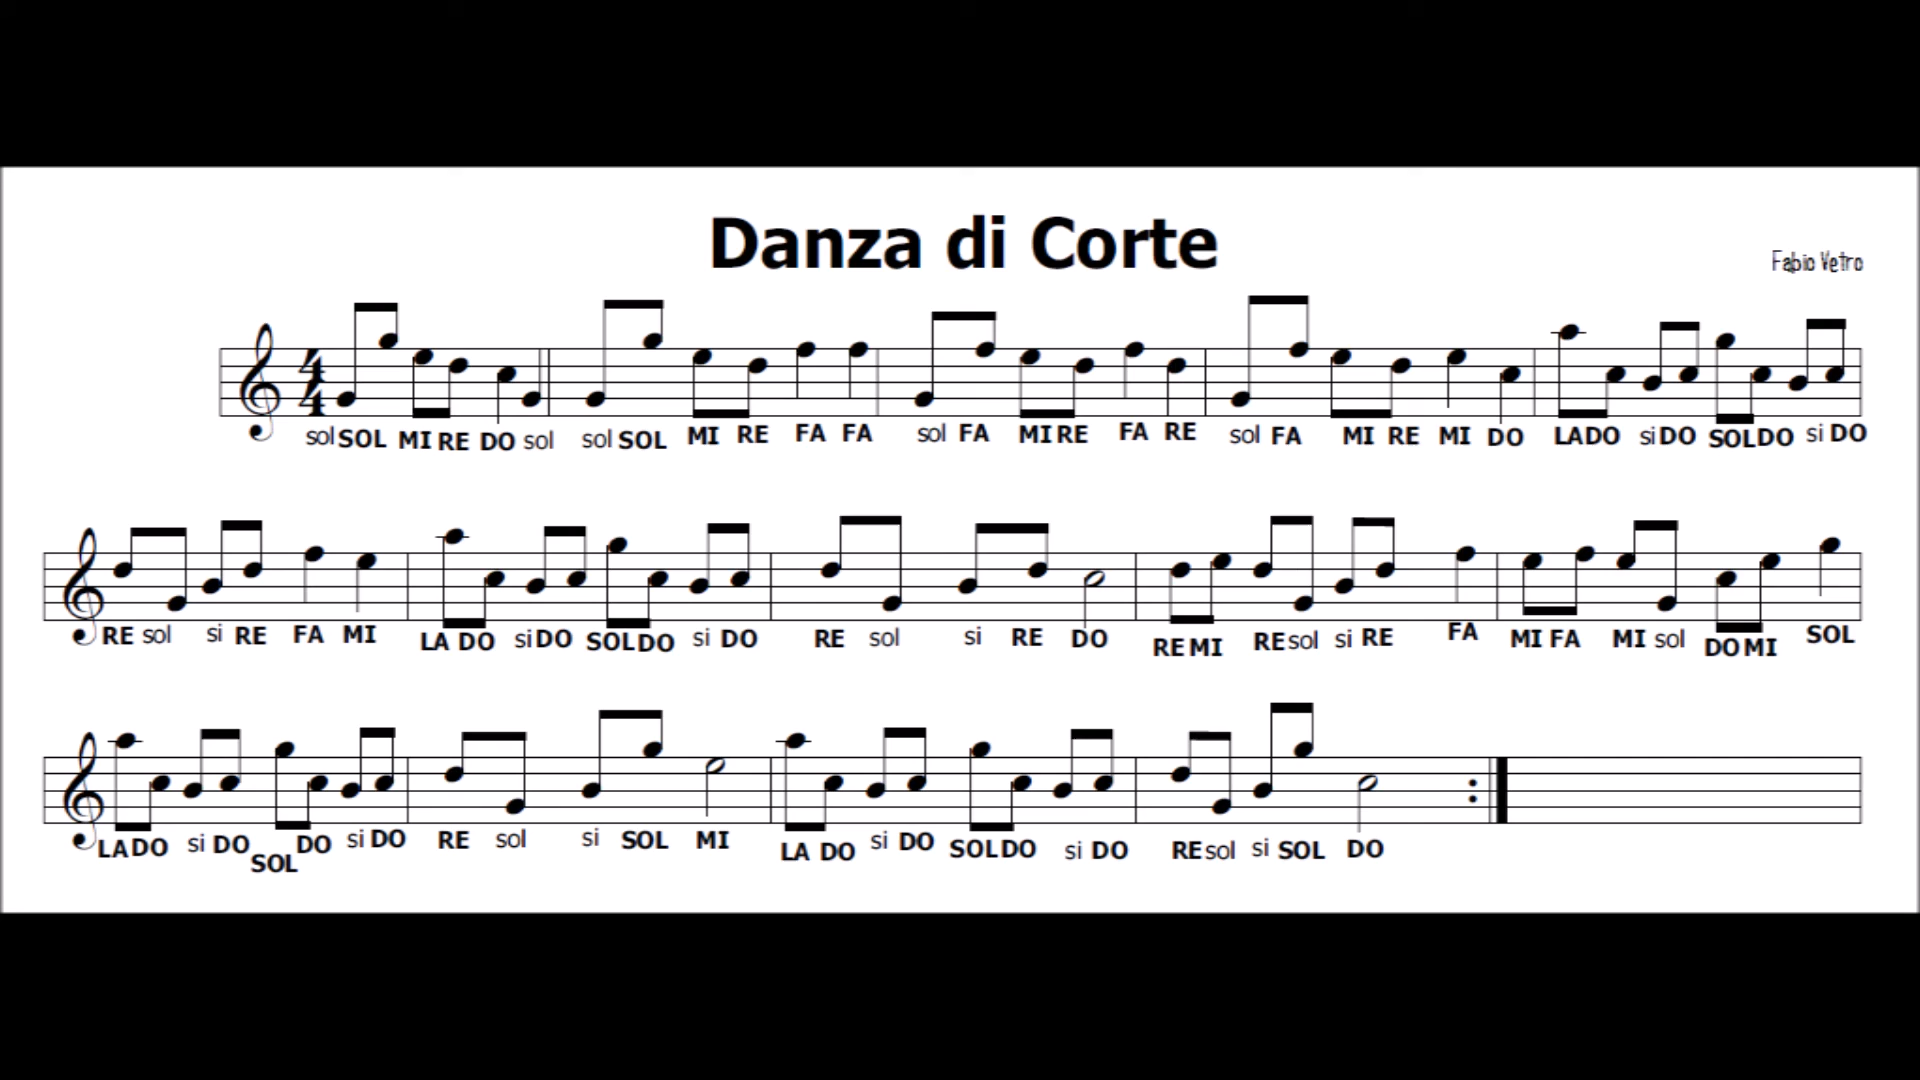 Danza di Corte
Fabio Vetro
4
4
sol SOL MI RE DO sol sol SOL MI RE FA FA sol FA MI RE FA RE sol FA MI RE MI DO LA DO si DO SOL DO si DO
RE sol si RE FA MI LA DO si DO SOL DO si DO RE sol si RE DO RE MI RE sol si RE FA MI FA MI sol DO MI SOL
LA DO si DO SOL DO si DO RE sol si SOL MI LA DO si DO SOL DO si DO RE sol si SOL DO